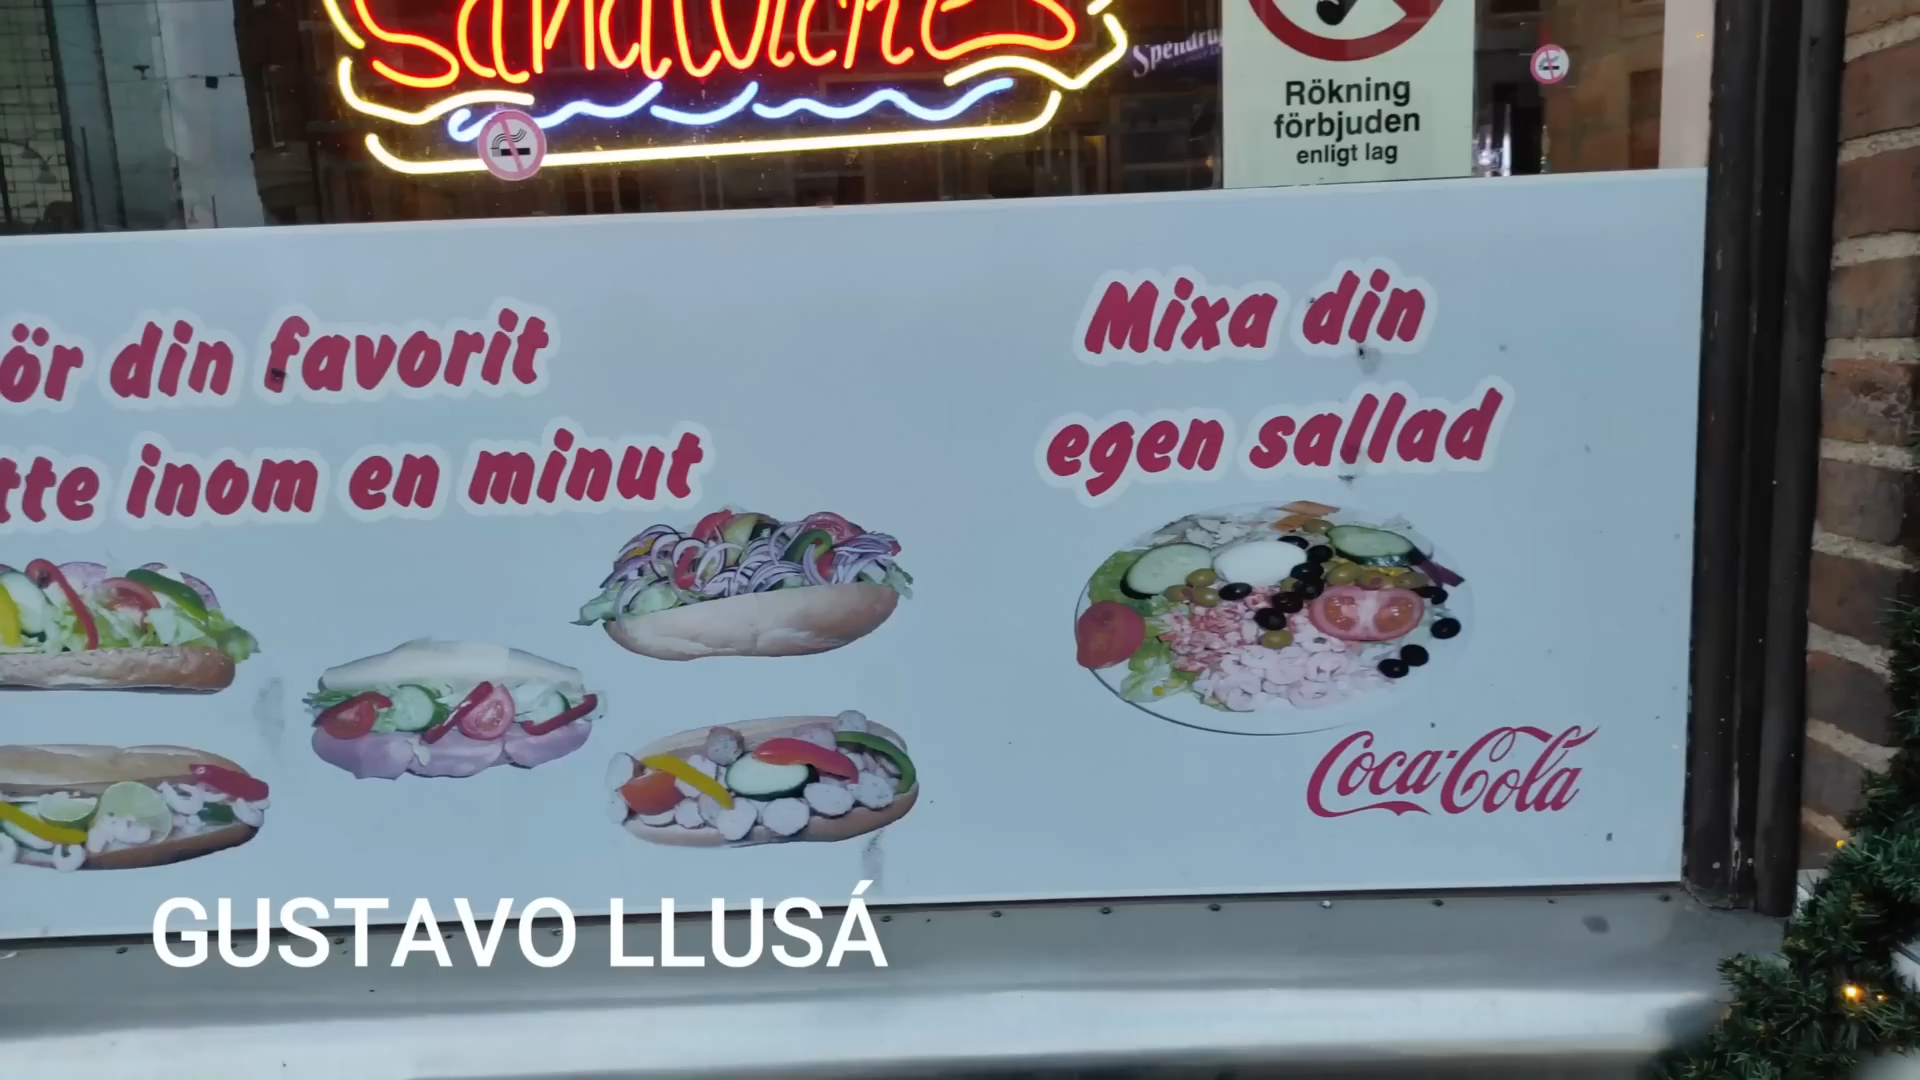 Sandwiches
Rökning
förbjuden
enligt lag
ör din favorit
tte inom en minut
Mixa din
egen sallad
Coca-Cola
GUSTAVO LLUSÁ